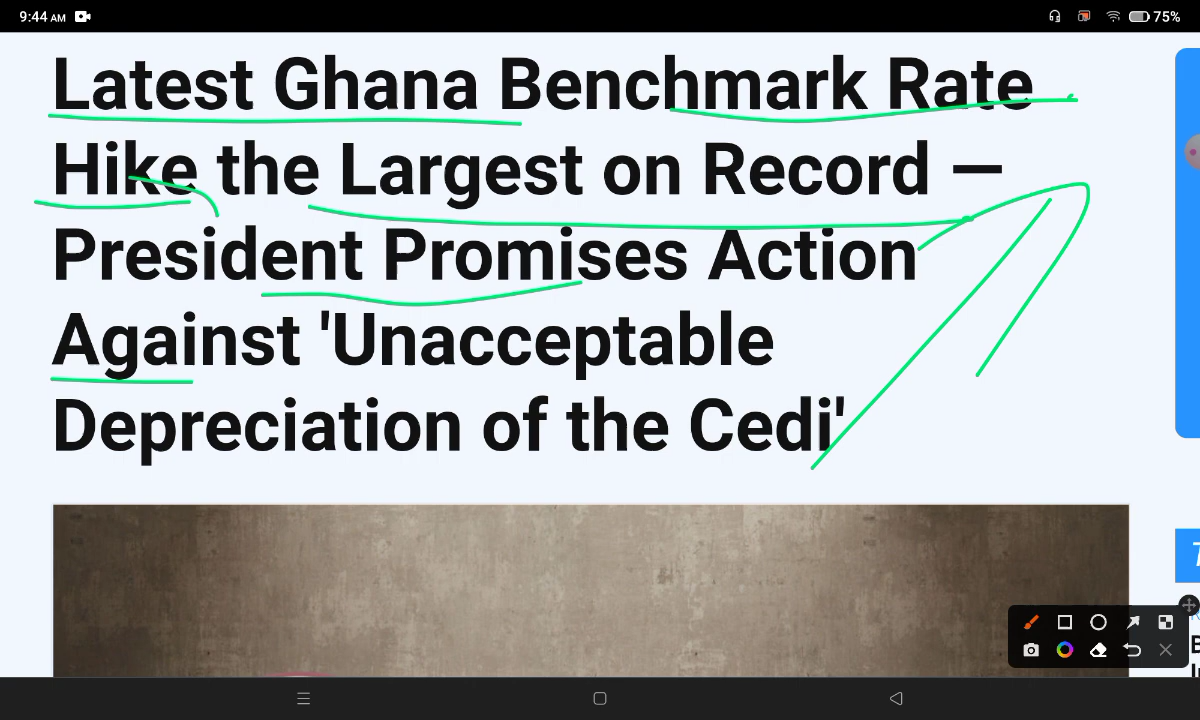 9:44 AM
75%
Latest Ghana Benchmark Rate
Hike the Largest on Record —
President Promises Action
Against 'Unacceptable
Depreciation of the Cedi'